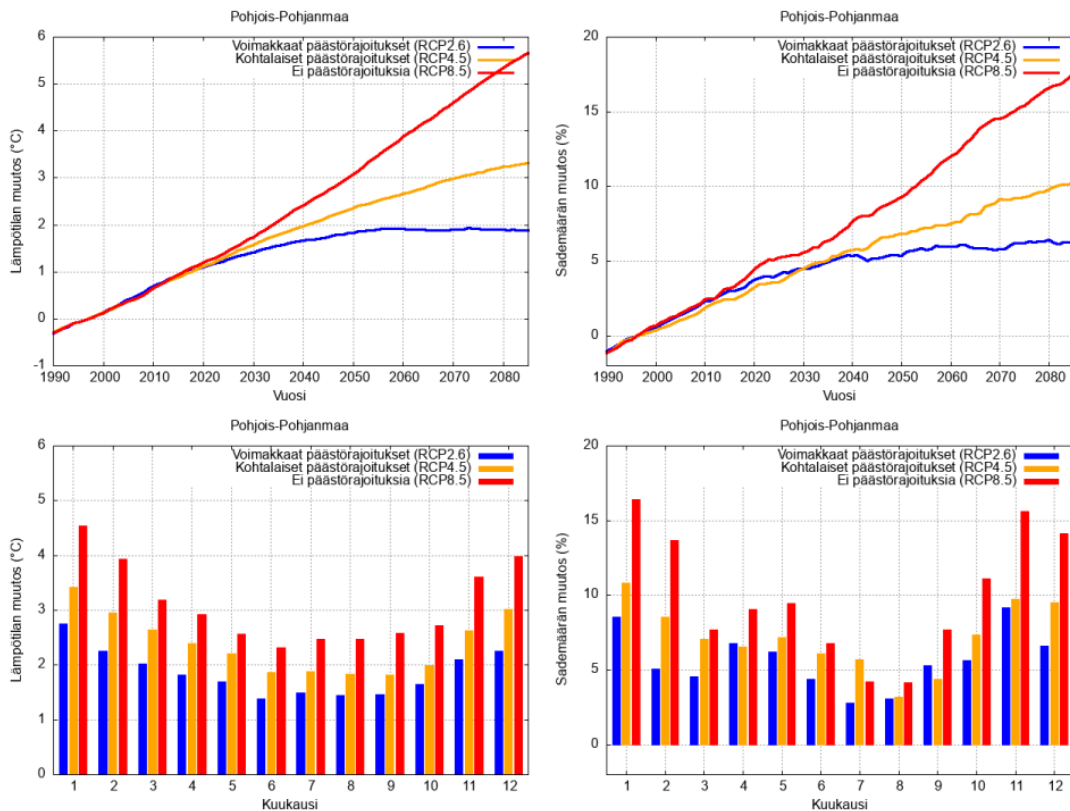 Pohjois-Pohjanmaa
Voimakkaat päästörajoitukset (RCP2.6)
Kohtalaiset päästörajoitukset (RCP4.5)
Ei päästörajoituksia (RCP8.5)
Lämpötilan muutos (°C)
6
5
4
3
2
1
0
-1
1990 2000 2010 2020 2030 2040 2050 2060 2070 2080
Vuosi
Pohjois-Pohjanmaa
Voimakkaat päästörajoitukset (RCP2.6)
Kohtalaiset päästörajoitukset (RCP4.5)
Ei päästörajoituksia (RCP8.5)
Sademäärän muutos (%)
20
15
10
5
0
1990 2000 2010 2020 2030 2040 2050 2060 2070 2080
Vuosi
Pohjois-Pohjanmaa
Voimakkaat päästörajoitukset (RCP2.6)
Kohtalaiset päästörajoitukset (RCP4.5)
Ei päästörajoituksia (RCP8.5)
Lämpötilan muutos (°C)
6
5
4
3
2
1
0
1 2 3 4 5 6 7 8 9 10 11 12
Kuukausi
Pohjois-Pohjanmaa
Voimakkaat päästörajoitukset (RCP2.6)
Kohtalaiset päästörajoitukset (RCP4.5)
Ei päästörajoituksia (RCP8.5)
Sademäärän muutos (%)
20
15
10
5
0
1 2 3 4 5 6 7 8 9 10 11 12
Kuukausi